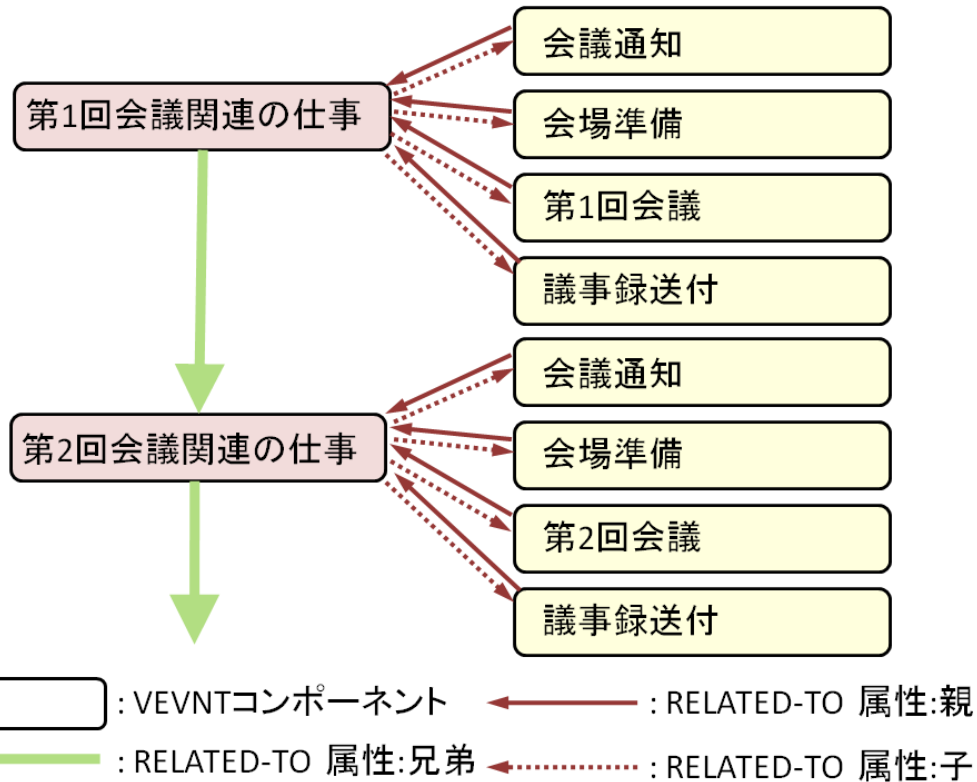 会議通知
第1回会議関連の仕事
会場準備
第1回会議
議事録送付
会議通知
第2回会議関連の仕事
会場準備
第2回会議
議事録送付
: VEVNTコンポーネント
: RELATED-TO 属性:親
: RELATED-TO 属性:兄弟
: RELATED-TO 属性:子